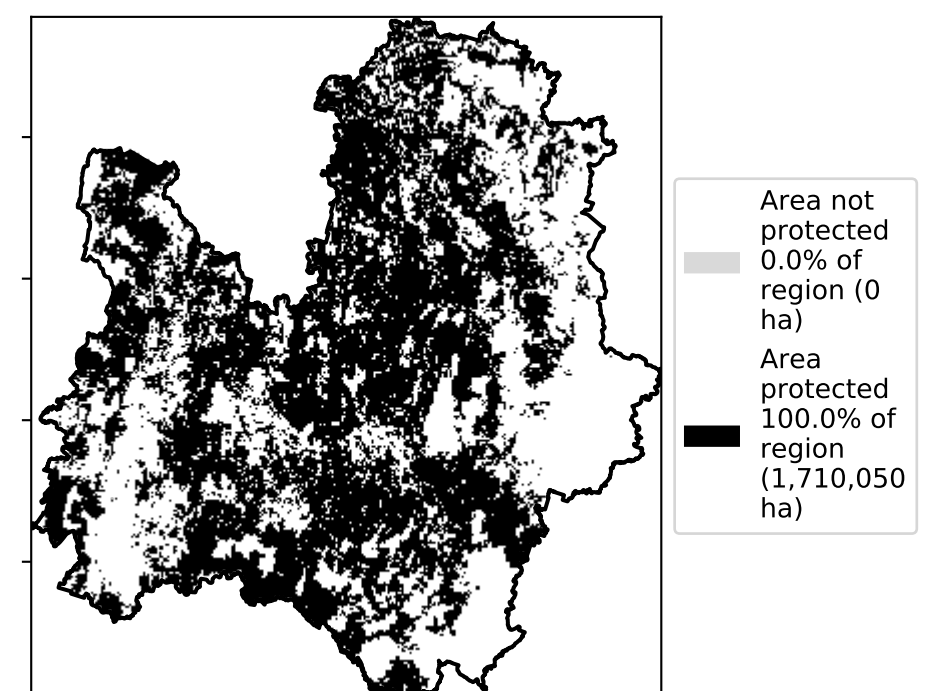 Area not
protected
0.0% of
region (0
ha)
Area
protected
100.0% of
region
(1,710,050
ha)